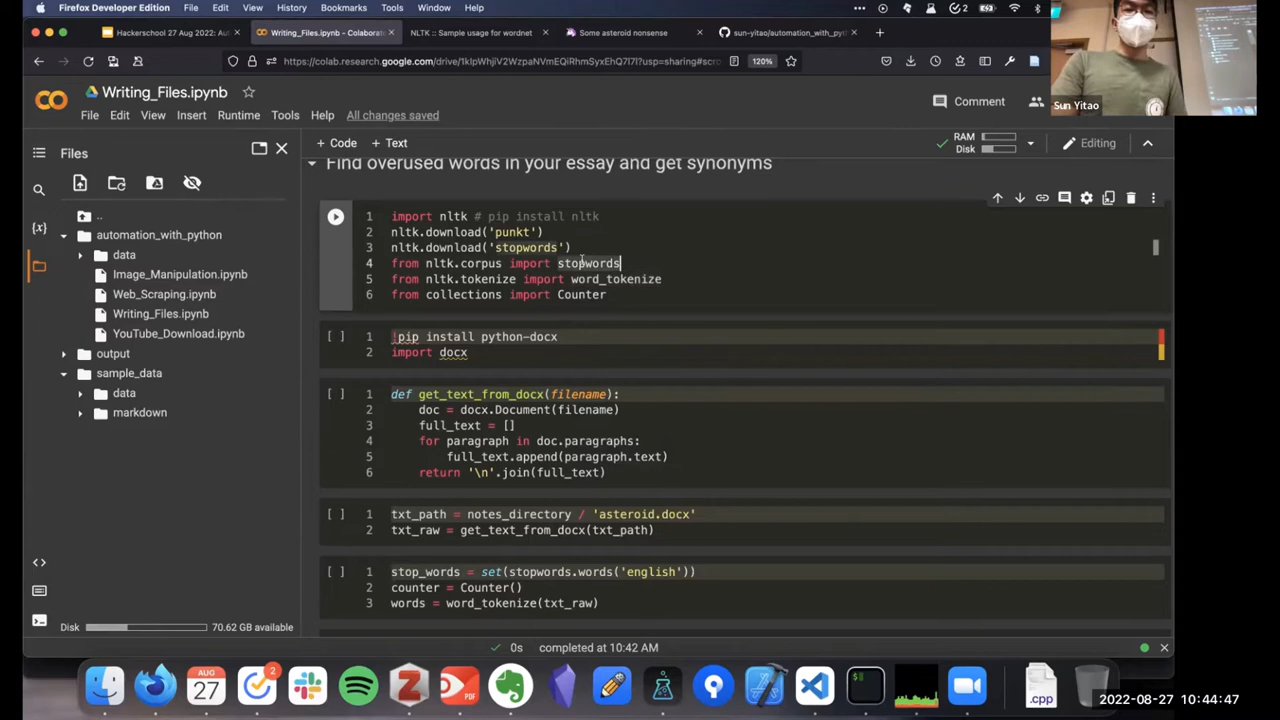 Firefox Developer Edition File Edit View History Bookmarks Tools Window Help
Hackerschool 27 Aug 2022: Aut
Writing_Files.ipynb - Colaborat
NLTK :: Sample usage for wordnet
Some asteroid nonsense
sun-yitao/automation_with_pyt
https://colab.research.google.com/drive/
120%
Writing_Files.ipynb
Comment
File Edit View Insert Runtime Tools Help All changes saved
Sun Yitao
Files
+ Code + Text
RAM
Disk
Editing
Find overused words in your essay and get synonyms
..
automation_with_python
data
Image_Manipulation.ipynb
Web_Scraping.ipynb
Writing_Files.ipynb
YouTube_Download.ipynb
output
sample_data
data
markdown
1 import nltk # pip install nltk
2 nltk.download('punkt')
3 nltk.download('stopwords')
4 from nltk.corpus import stopwords
5 from nltk.tokenize import word_tokenize
6 from collections import Counter
[ ] 1 !pip install python-docx
2 import docx
[ ] 1 def get_text_from_docx(filename):
2 doc = docx.Document(filename)
3 full_text = []
4 for paragraph in doc.paragraphs:
5 full_text.append(paragraph.text)
6 return '\n'.join(full_text)
[ ] 1 txt_path = notes_directory / 'asteroid.docx'
2 txt_raw = get_text_from_docx(txt_path)
[ ] 1 stop_words = set(stopwords.words('english'))
2 counter = Counter()
3 words = word_tokenize(txt_raw)
Disk 70.62 GB available
0s completed at 10:42 AM
AUG
27
2
PDF
.cpp
2022-08-27 10:44:47